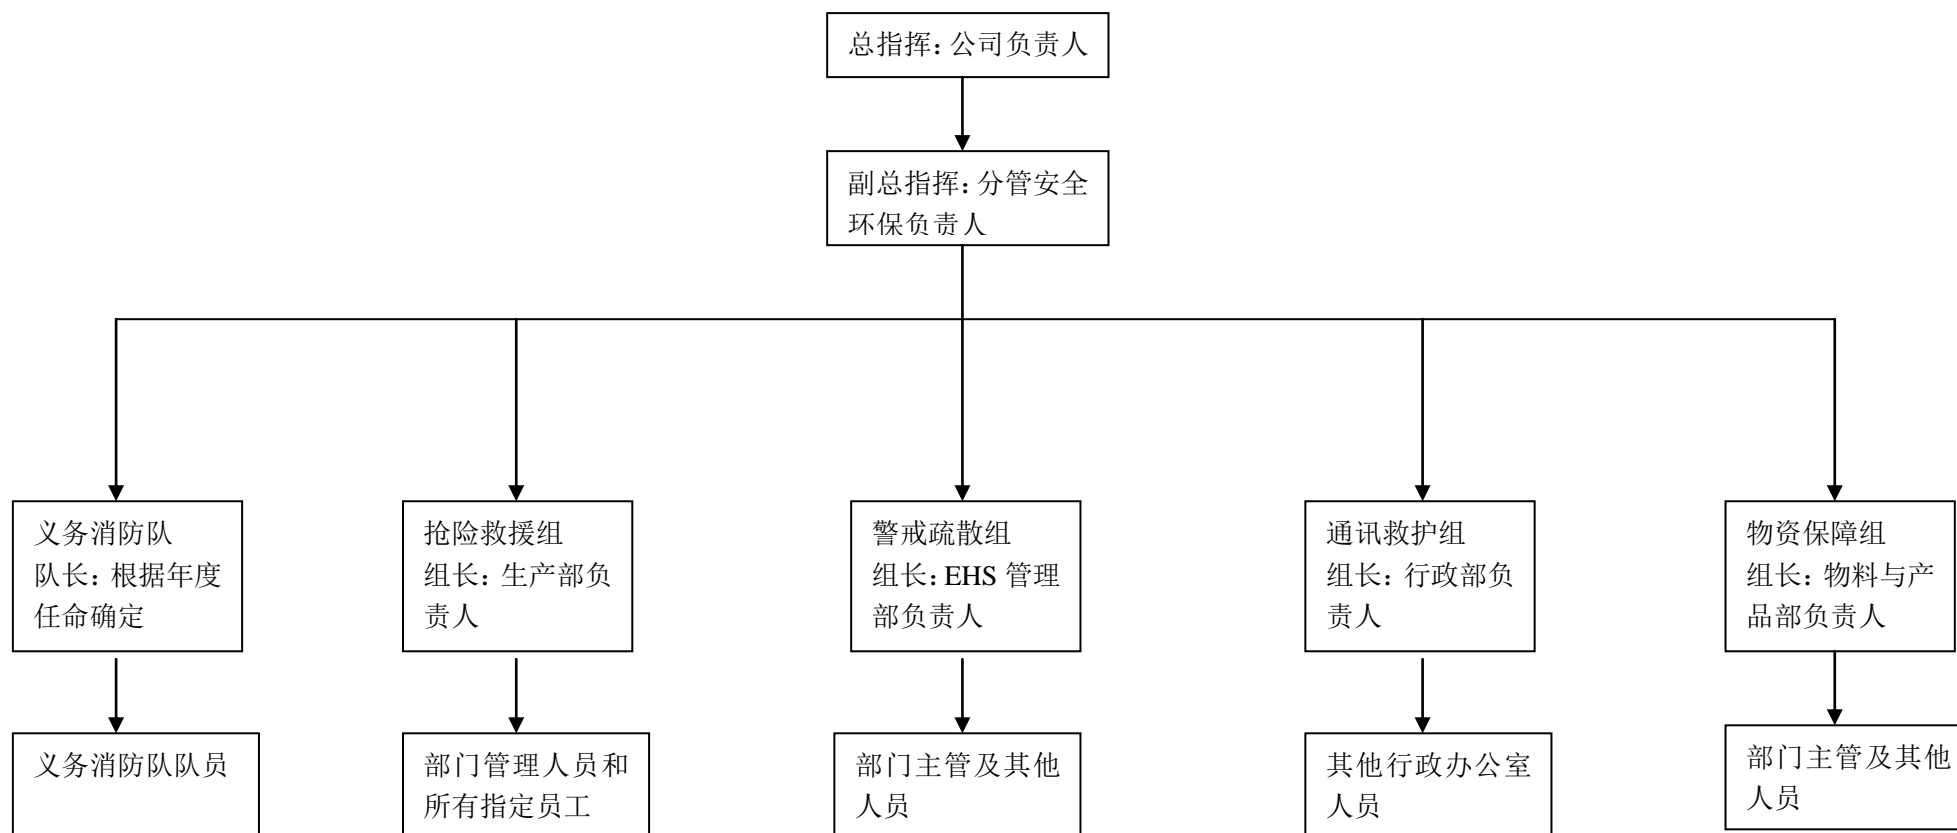 总指挥：公司负责人
副总指挥：分管安全
环保负责人
义务消防队
队长：根据年度
任命确定
抢险救援组
组长：生产部负
责人
警戒疏散组
组长：EHS 管理
部负责人
通讯救护组
组长：行政部负
责人
物资保障组
组长：物料与产
品部负责人
义务消防队队员
部门管理人员和
所有指定员工
部门主管及其他
人员
其他行政办公室
人员
部门主管及其他
人员